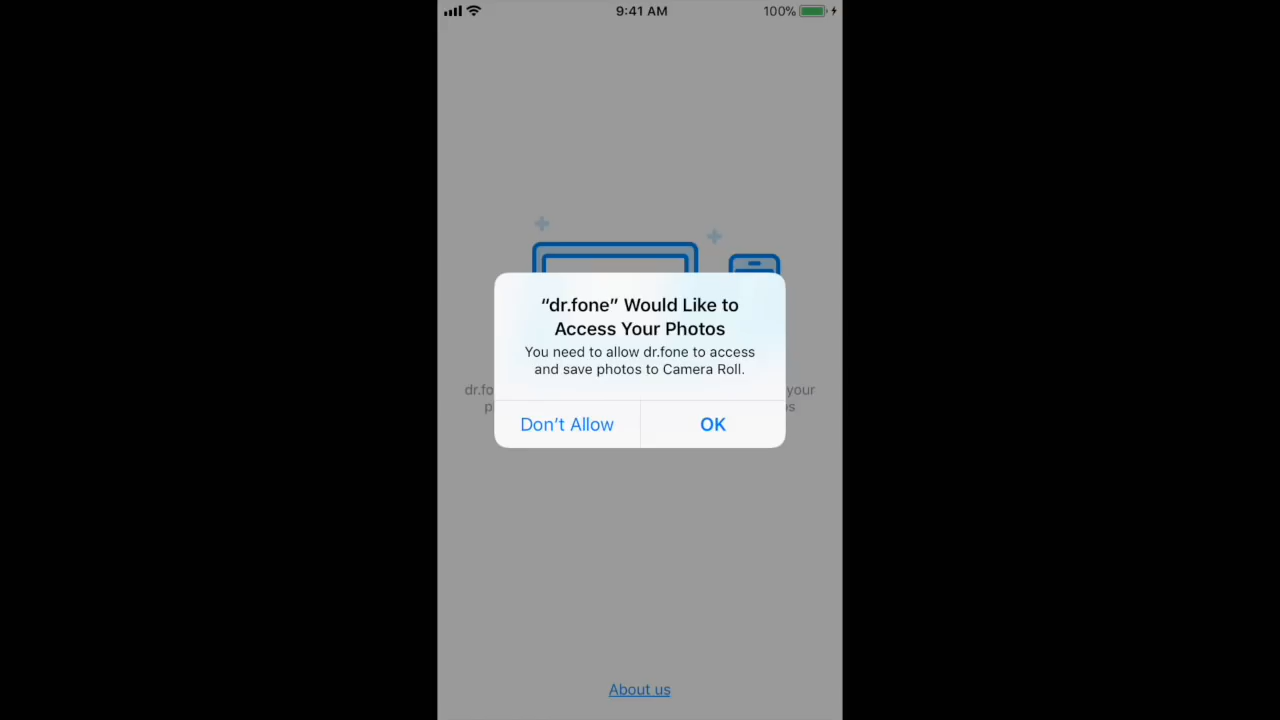 9:41 AM
100%
“dr.fone” Would Like to
Access Your Photos
You need to allow dr.fone to access
and save photos to Camera Roll.
your
Don’t Allow
OK
About us